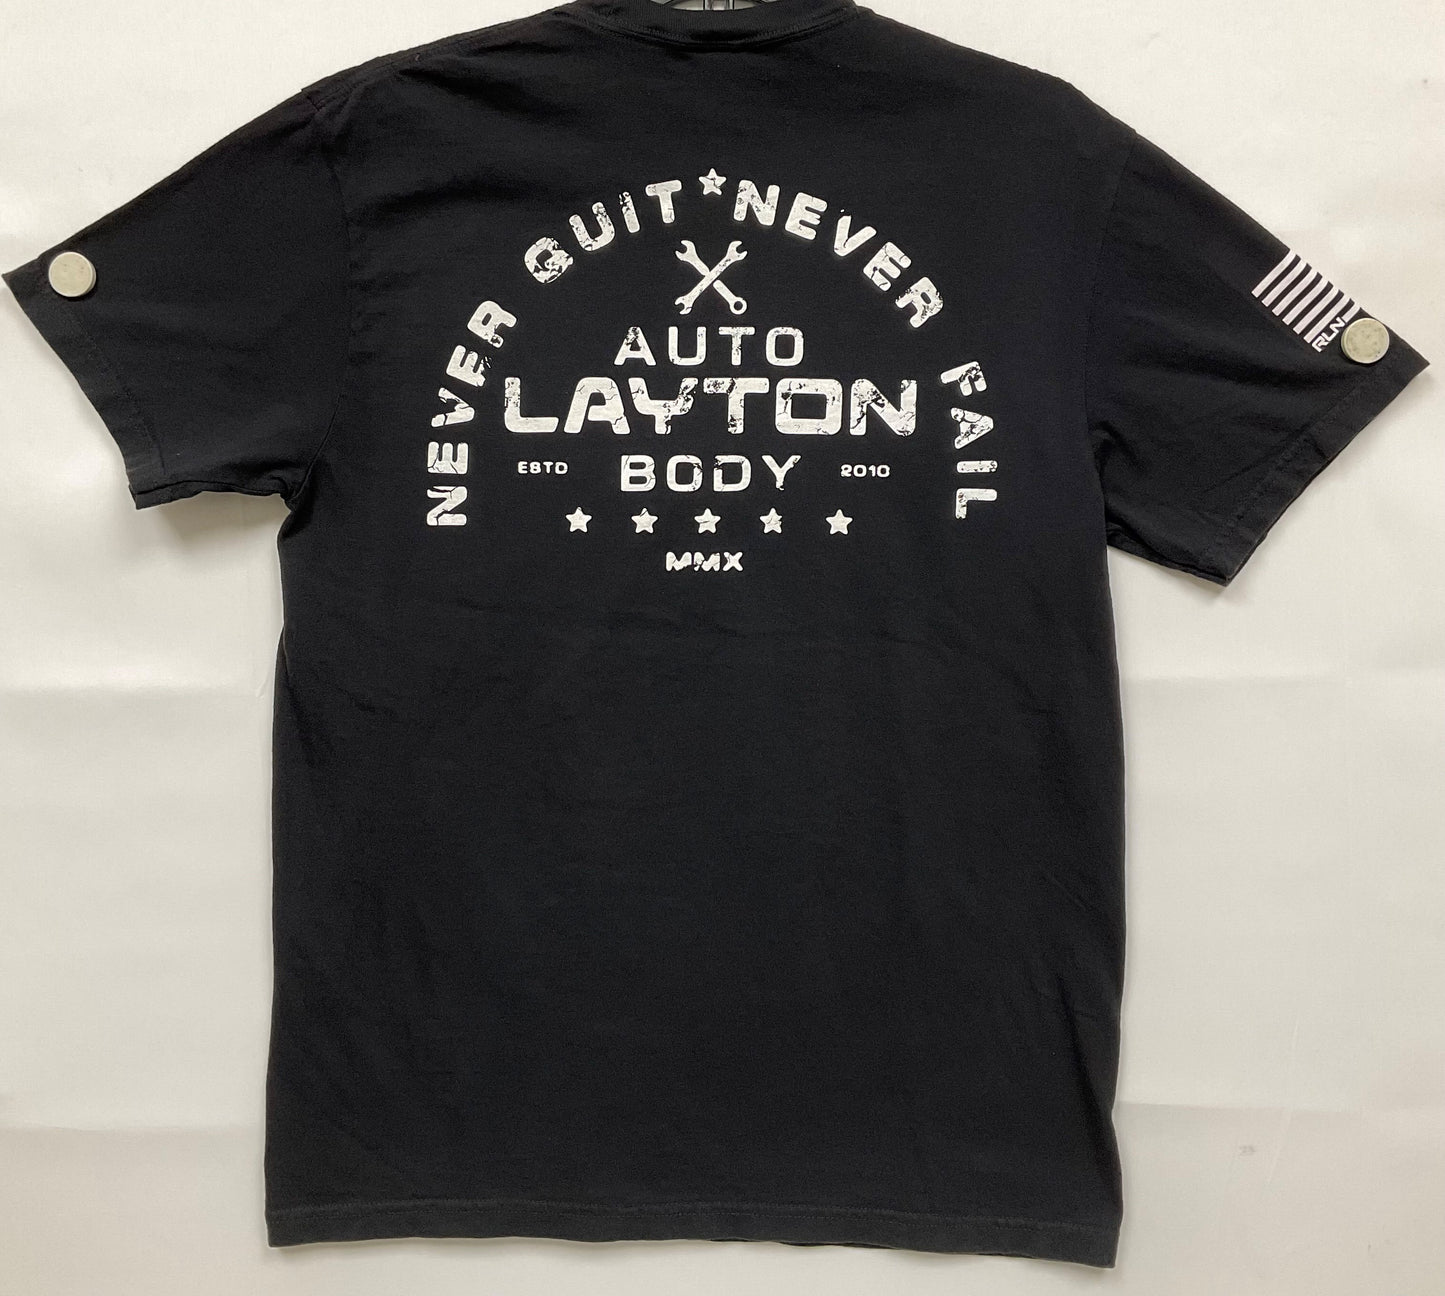 NEVER QUIT NEVER FAIL
AUTO
LAYTON
ESTD BODY 2010
MMX